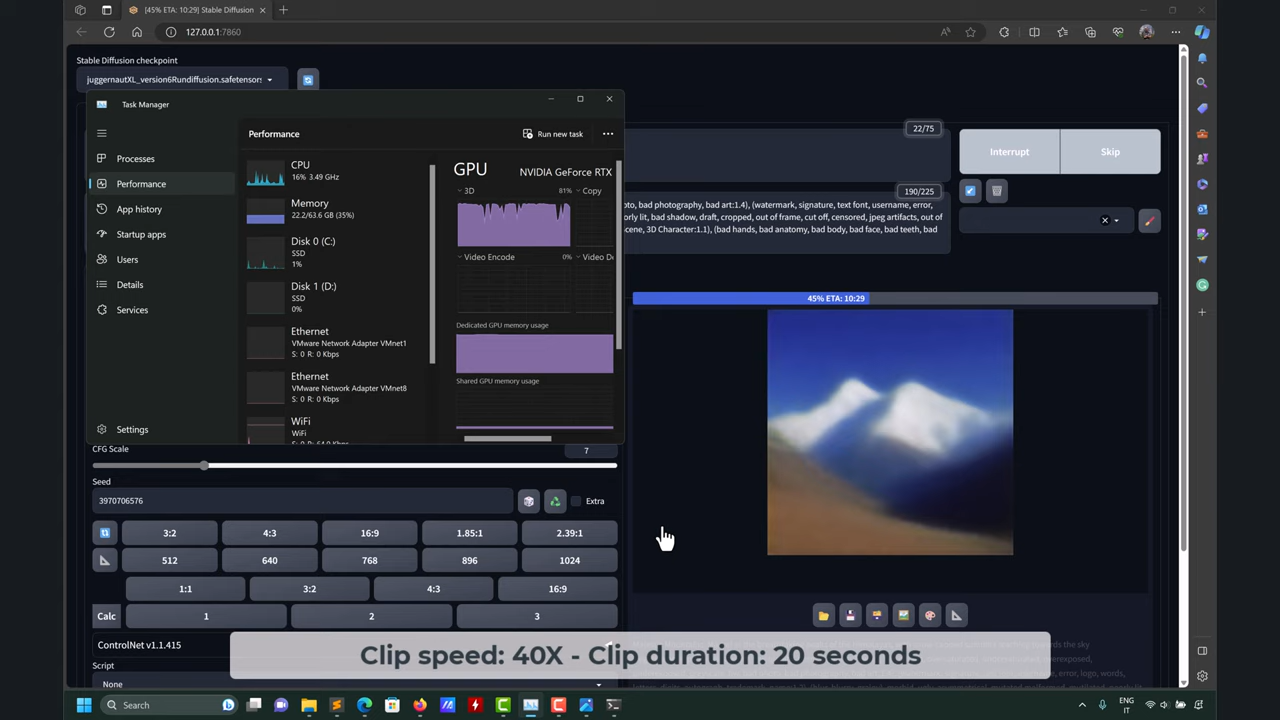 [45% ETA: 10:29] Stable Diffusion
127.0.0.1:7860
Stable Diffusion checkpoint
juggernautXL_version6Rundiffusion.safetensors
Task Manager
Performance
Run new task
Processes
Performance
App history
Startup apps
Users
Details
Services
Settings
CPU
16% 3.49 GHz
Memory
22.2/63.6 GB (35%)
Disk 0 (C:)
SSD
1%
Disk 1 (D:)
SSD
0%
Ethernet
VMware Network Adapter VMnet1
S: 0 R: 0 Kbps
Ethernet
VMware Network Adapter VMnet8
S: 0 R: 0 Kbps
WiFi
WiFi
GPU
NVIDIA GeForce RTX
3D 81%
Copy
Video Encode 0%
Video De
Dedicated GPU memory usage
Shared GPU memory usage
22/75
Interrupt
Skip
190/225
oto, bad photography, bad art:1.4), (watermark, signature, text font, username, error,
orly lit, bad shadow, draft, cropped, out of frame, cut off, censored, jpeg artifacts, out of
scene, 3D Character:1.1), (bad hands, bad anatomy, bad body, bad face, bad teeth, bad
45% ETA: 10:29
CFG Scale
7
Seed
3970706576
Extra
3:2
4:3
16:9
1.85:1
2.39:1
512
640
768
896
1024
1:1
3:2
4:3
16:9
Calc
1
2
3
ControlNet v1.1.415
Script
None
Clip speed: 40X - Clip duration: 20 seconds
Search
ENG
IT